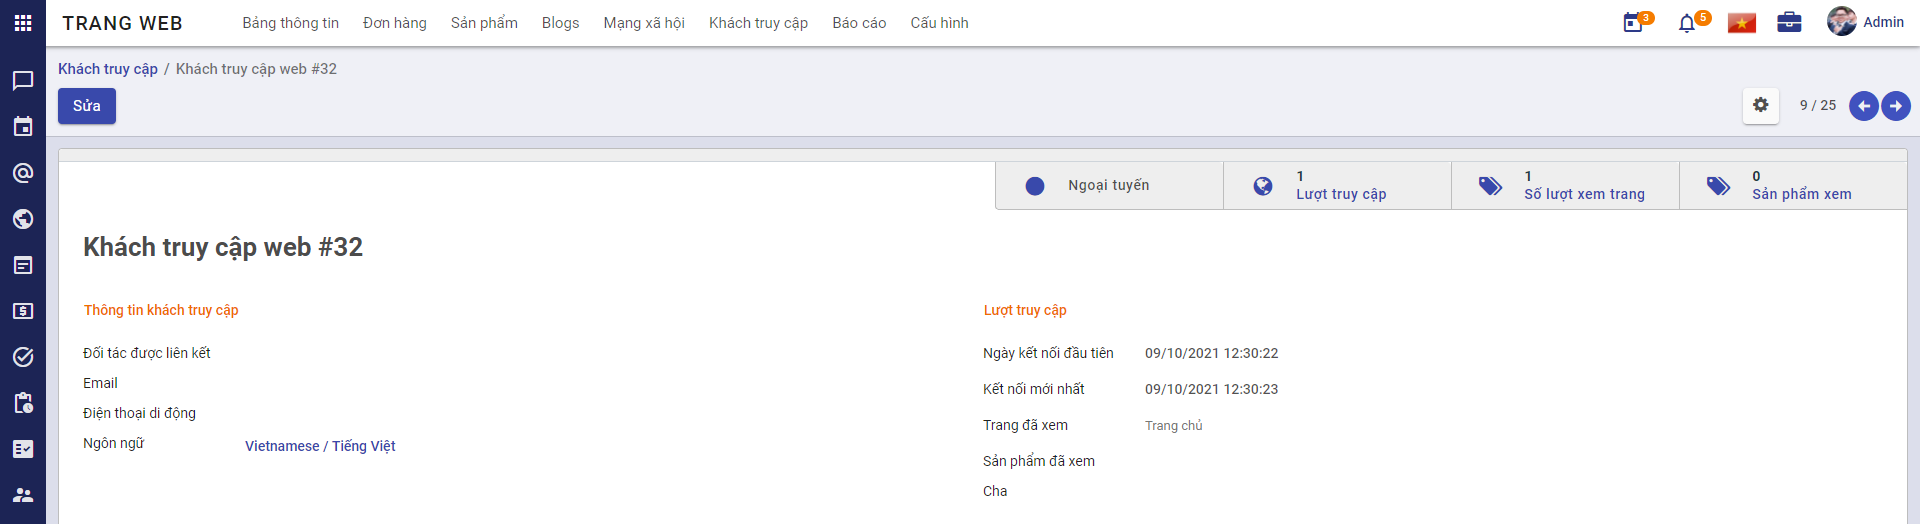 TRANG WEB Bảng thông tin Đơn hàng Sản phẩm Blogs Mạng xã hội Khách truy cập Báo cáo Cấu hình 3 5 Admin
Khách truy cập / Khách truy cập web #32
Sửa 9 / 25
Ngoại tuyến
1
Lượt truy cập
1
Số lượt xem trang
0
Sản phẩm xem
Khách truy cập web #32
Thông tin khách truy cập
Đối tác được liên kết
Email
Điện thoại di động
Ngôn ngữ Vietnamese / Tiếng Việt
Lượt truy cập
Ngày kết nối đầu tiên 09/10/2021 12:30:22
Kết nối mới nhất 09/10/2021 12:30:23
Trang đã xem Trang chủ
Sản phẩm đã xem
Cha